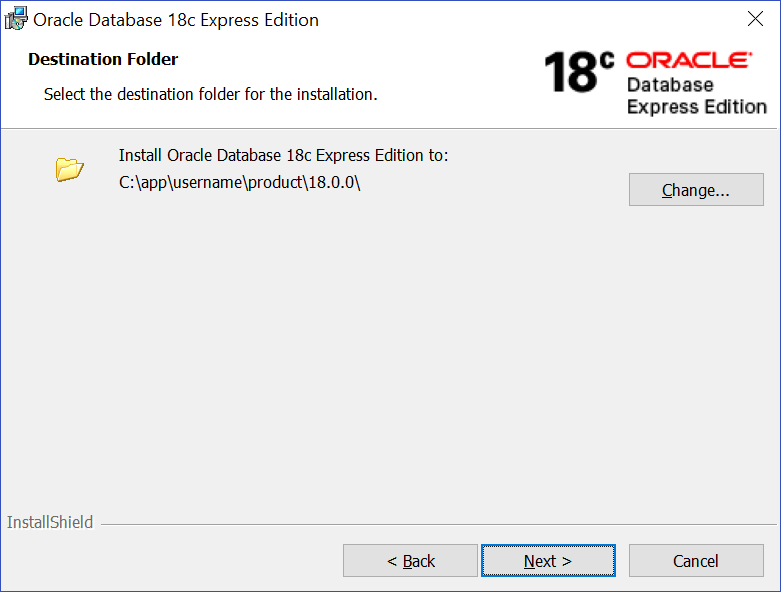 Oracle Database 18c Express Edition
Destination Folder
Select the destination folder for the installation.
18c ORACLE
Database
Express Edition
Install Oracle Database 18c Express Edition to:
C:\app\username\product\18.0.0\
Change...
InstallShield
< Back
Next >
Cancel